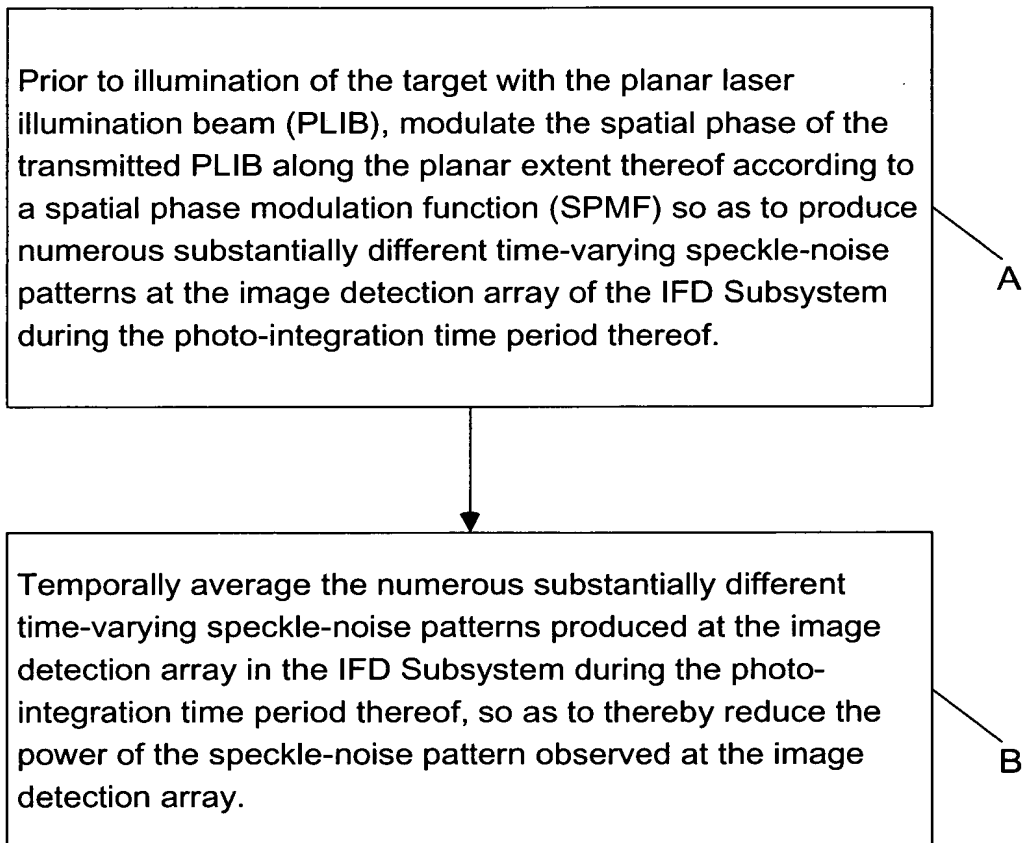 Prior to illumination of the target with the planar laser
illumination beam (PLIB), modulate the spatial phase of the
transmitted PLIB along the planar extent thereof according to
a spatial phase modulation function (SPMF) so as to produce
numerous substantially different time-varying speckle-noise
patterns at the image detection array of the IFD Subsystem
during the photo-integration time period thereof.
A
Temporally average the numerous substantially different
time-varying speckle-noise patterns produced at the image
detection array in the IFD Subsystem during the photo-
integration time period thereof, so as to thereby reduce the
power of the speckle-noise pattern observed at the image
detection array.
B